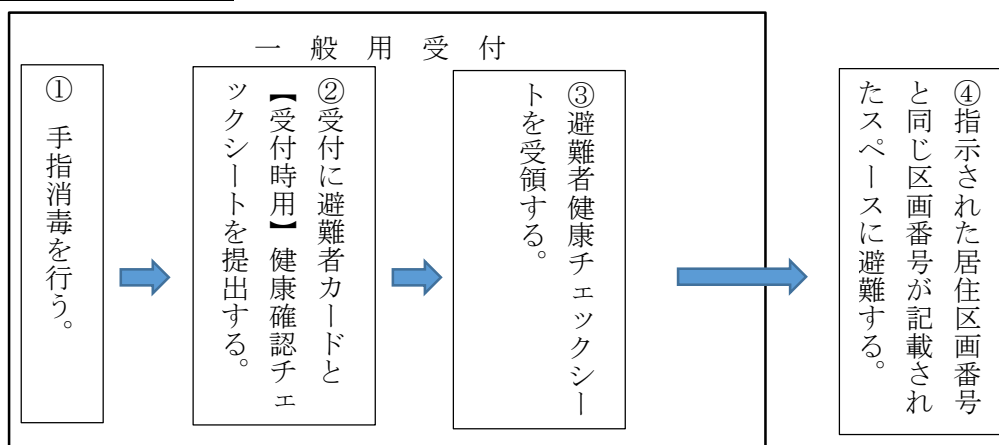 一般用受付
① 手指消毒を行う。
②受付に避難者カードと
【受付時用】健康確認チェ
ックシートを提出する。
③避難者健康チェックシー
トを受領する。
④指示された居住区画番号
と同じ区画番号が記載され
たスペースに避難する。